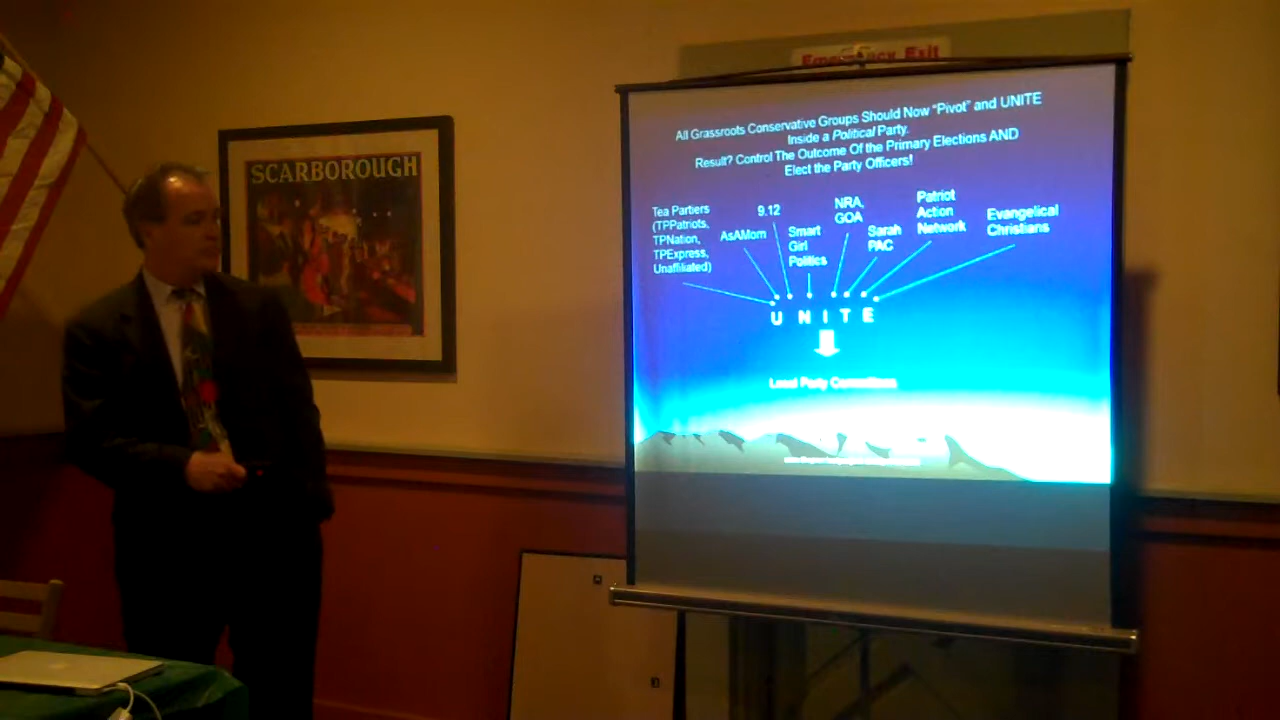 Emergency Exit
SCARBOROUGH
All Grassroots Conservative Groups Should Now “Pivot” and UNITE
Inside a Political Party.
Result? Control The Outcome Of the Primary Elections AND
Elect the Party Officers!
Tea Partiers
(TPPatriots,
TPNation,
TPExpress,
Unaffiliated)
9.12
AsAMom
Smart
Girl
Politics
NRA,
GOA
Sarah
PAC
Patriot
Action
Network
Evangelical
Christians
U N I T E
Local Party Committees